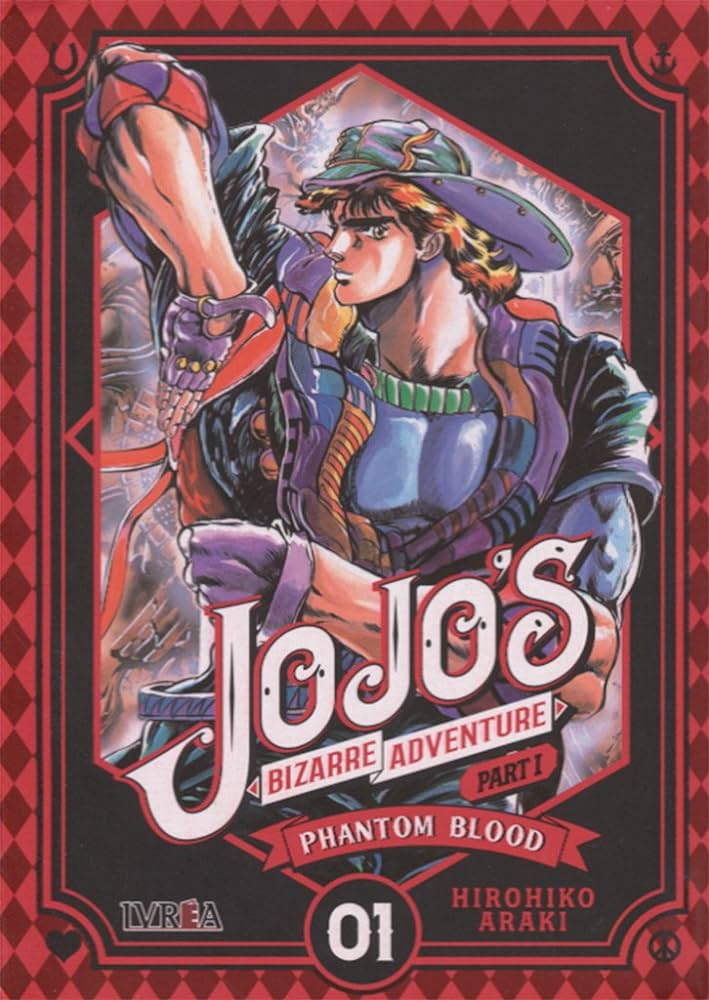 JOJO'S
BIZARRE ADVENTURE
PART I
PHANTOM BLOOD
IVREA
01
HIROHIKO
ARAKI